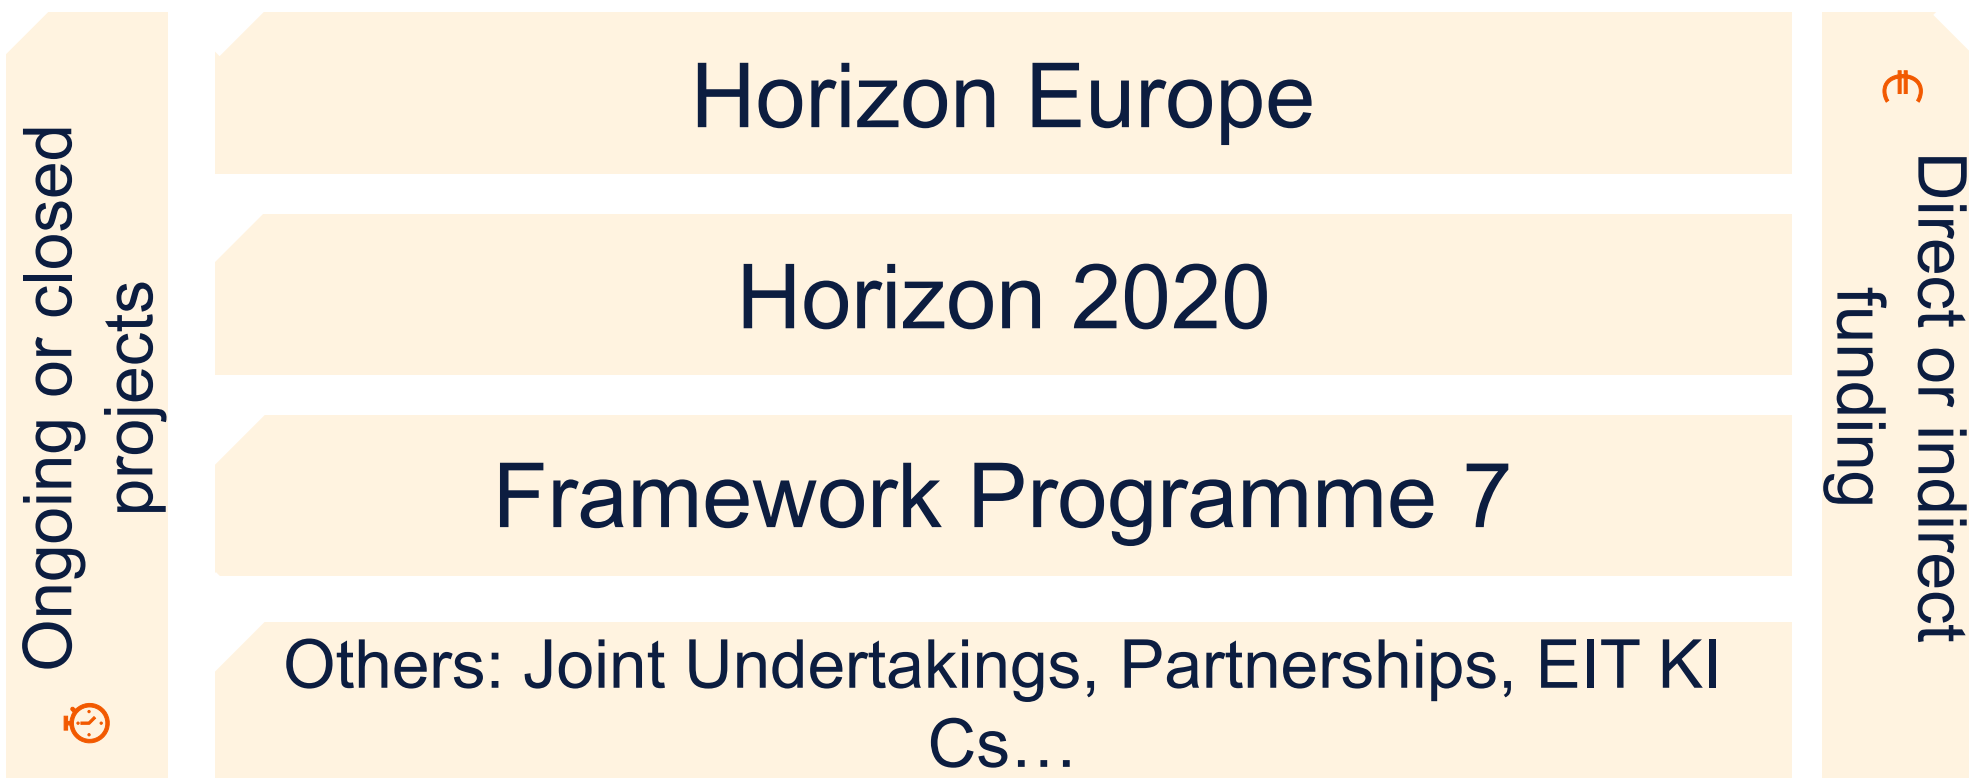 Ongoing or closed
projects
Horizon Europe
Horizon 2020
Framework Programme 7
Others: Joint Undertakings, Partnerships, EIT KI
Cs…
€
Direct or indirect
funding